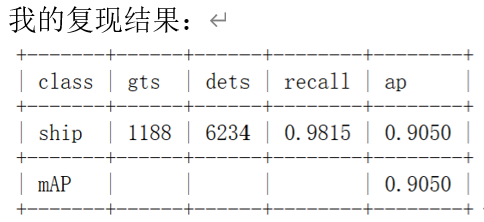 我的复现结果：
+-------+------+------+--------+--------+
| class | gts | dets | recall | ap |
+-------+------+------+--------+--------+
| ship | 1188 | 6234 | 0.9815 | 0.9050 |
+-------+------+------+--------+--------+
| mAP | | | | 0.9050 |
+-------+------+------+--------+--------+